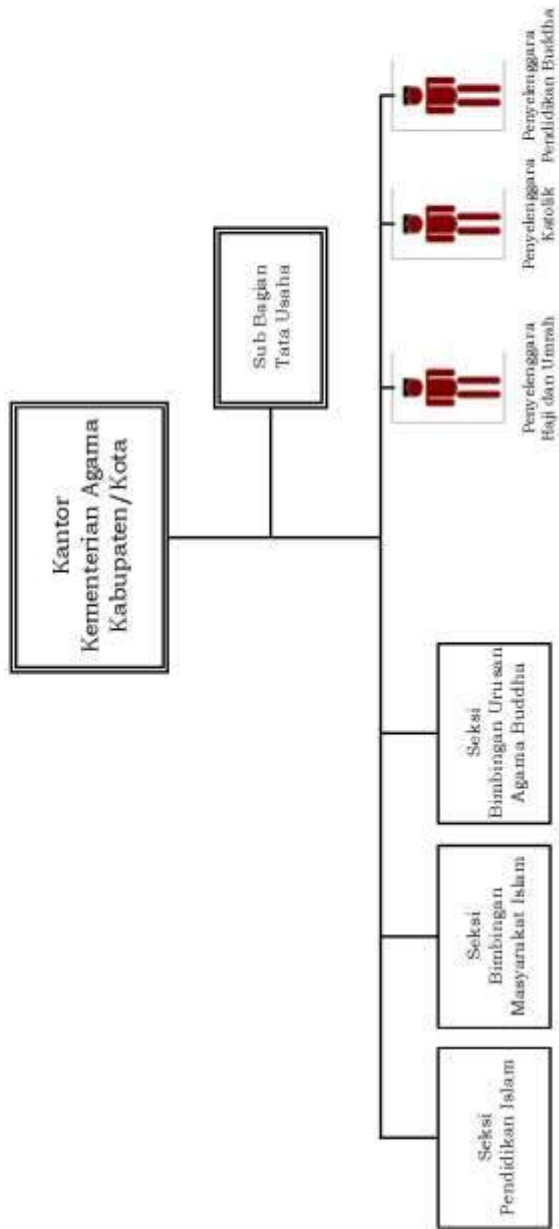 Kantor
Kementerian Agama
Kabupaten/Kota
Sub Bagian
Tata Usaha
Seksi
Pendidikan Islam
Seksi
Bimbingan
Masyarakat Islam
Seksi
Bimbingan Urusan
Agama Buddha
Penyelenggara
Haji dan Umrah
Penyelenggara
Katolik
Penyelenggara
Pendidikan Buddha